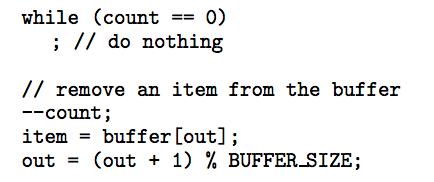 while (count == 0)
; // do nothing
// remove an item from the buffer
--count;
item = buffer[out];
out = (out + 1) % BUFFER_SIZE;